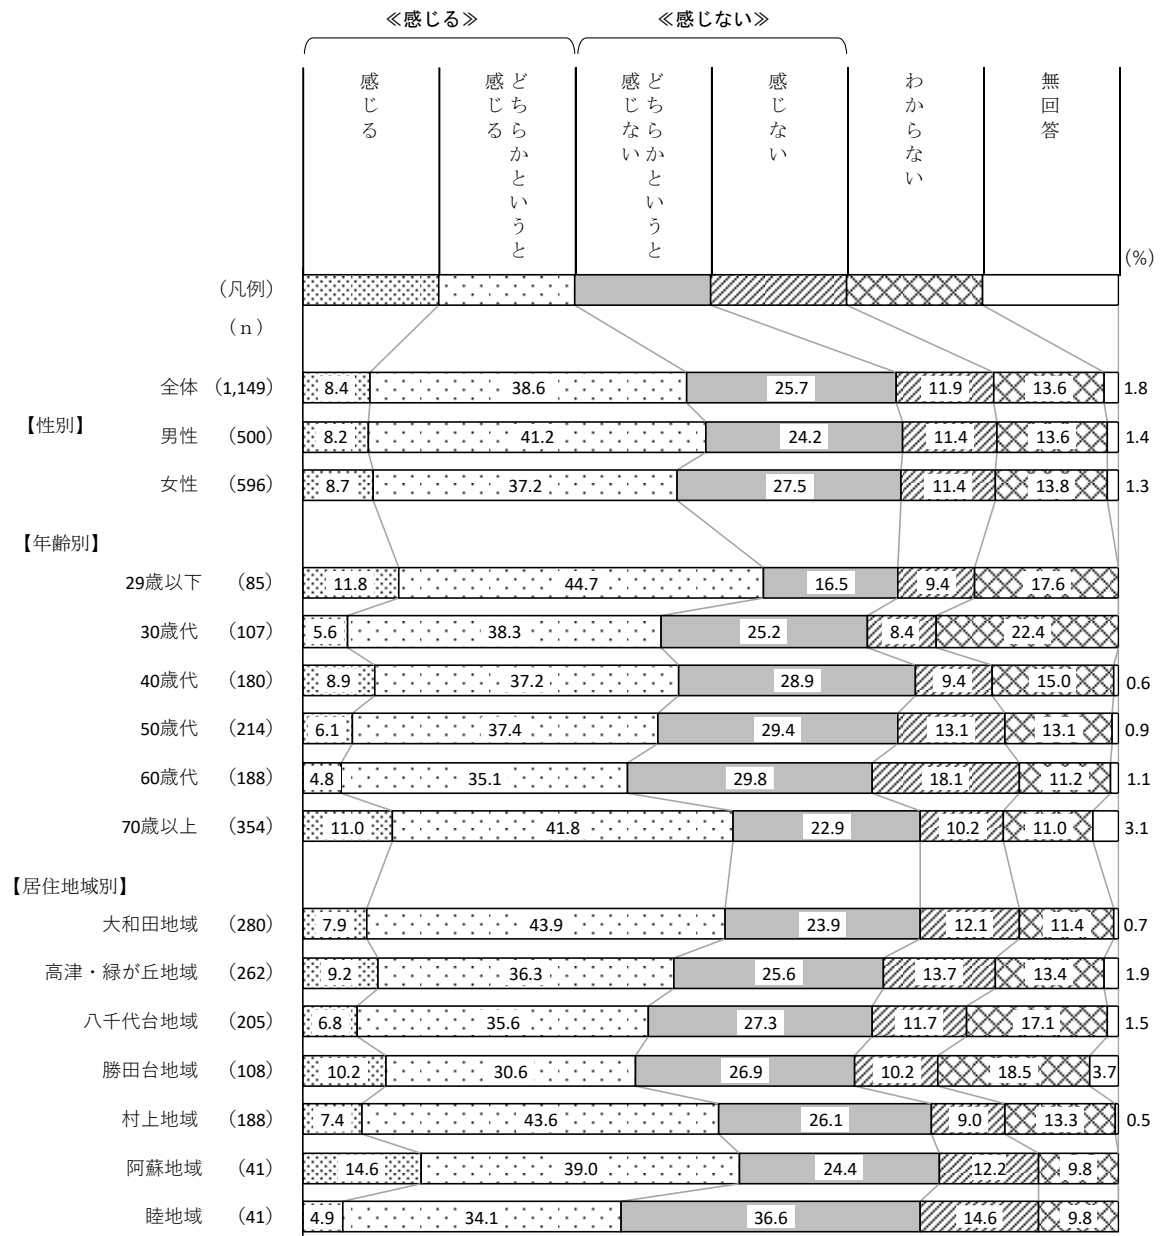 ≪感じる≫ ≪感じない≫
感じる
どちらかというと
感じる
どちらかというと
感じない
感じない
わからない
無回答
(%)
(凡例)
(n)
全体 (1,149) 8.4 38.6 25.7 11.9 13.6 1.8
【性別】
男性 (500) 8.2 41.2 24.2 11.4 13.6 1.4
女性 (596) 8.7 37.2 27.5 11.4 13.8 1.3
【年齢別】
29歳以下 (85) 11.8 44.7 16.5 9.4 17.6
30歳代 (107) 5.6 38.3 25.2 8.4 22.4
40歳代 (180) 8.9 37.2 28.9 9.4 15.0 0.6
50歳代 (214) 6.1 37.4 29.4 13.1 13.1 0.9
60歳代 (188) 4.8 35.1 29.8 18.1 11.2 1.1
70歳以上 (354) 11.0 41.8 22.9 10.2 11.0 3.1
【居住地域別】
大和田地域 (280) 7.9 43.9 23.9 12.1 11.4 0.7
高津・緑が丘地域 (262) 9.2 36.3 25.6 13.7 13.4 1.9
八千代台地域 (205) 6.8 35.6 27.3 11.7 17.1 1.5
勝田台地域 (108) 10.2 30.6 26.9 10.2 18.5 3.7
村上地域 (188) 7.4 43.6 26.1 9.0 13.3 0.5
阿蘇地域 (41) 14.6 39.0 24.4 12.2 9.8
睦地域 (41) 4.9 34.1 36.6 14.6 9.8